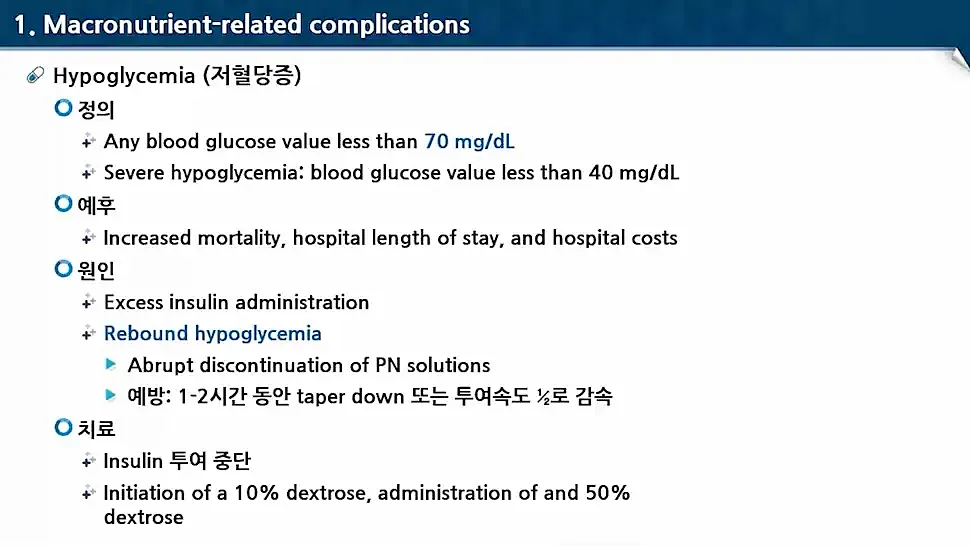 1. Macronutrient-related complications
Hypoglycemia (저혈당증)
정의
Any blood glucose value less than 70 mg/dL
Severe hypoglycemia: blood glucose value less than 40 mg/dL
예후
Increased mortality, hospital length of stay, and hospital costs
원인
Excess insulin administration
Rebound hypoglycemia
Abrupt discontinuation of PN solutions
예방: 1-2시간 동안 taper down 또는 투여속도 ½로 감속
치료
Insulin 투여 중단
Initiation of a 10% dextrose, administration of and 50%
dextrose